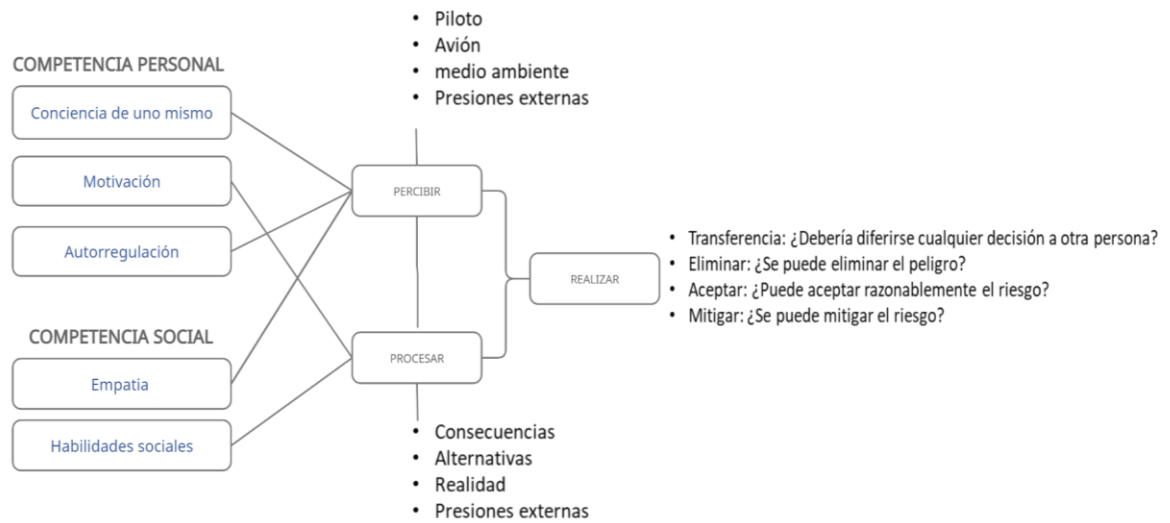 • Piloto
• Avión
• medio ambiente
• Presiones externas
COMPETENCIA PERSONAL
Conciencia de uno mismo
Motivación
Autorregulación
COMPETENCIA SOCIAL
Empatia
Habilidades sociales
PERCIBIR
PROCESAR
REALIZAR
• Transferencia: ¿Debería diferirse cualquier decisión a otra persona?
• Eliminar: ¿Se puede eliminar el peligro?
• Aceptar: ¿Puede aceptar razonablemente el riesgo?
• Mitigar: ¿Se puede mitigar el riesgo?
• Consecuencias
• Alternativas
• Realidad
• Presiones externas